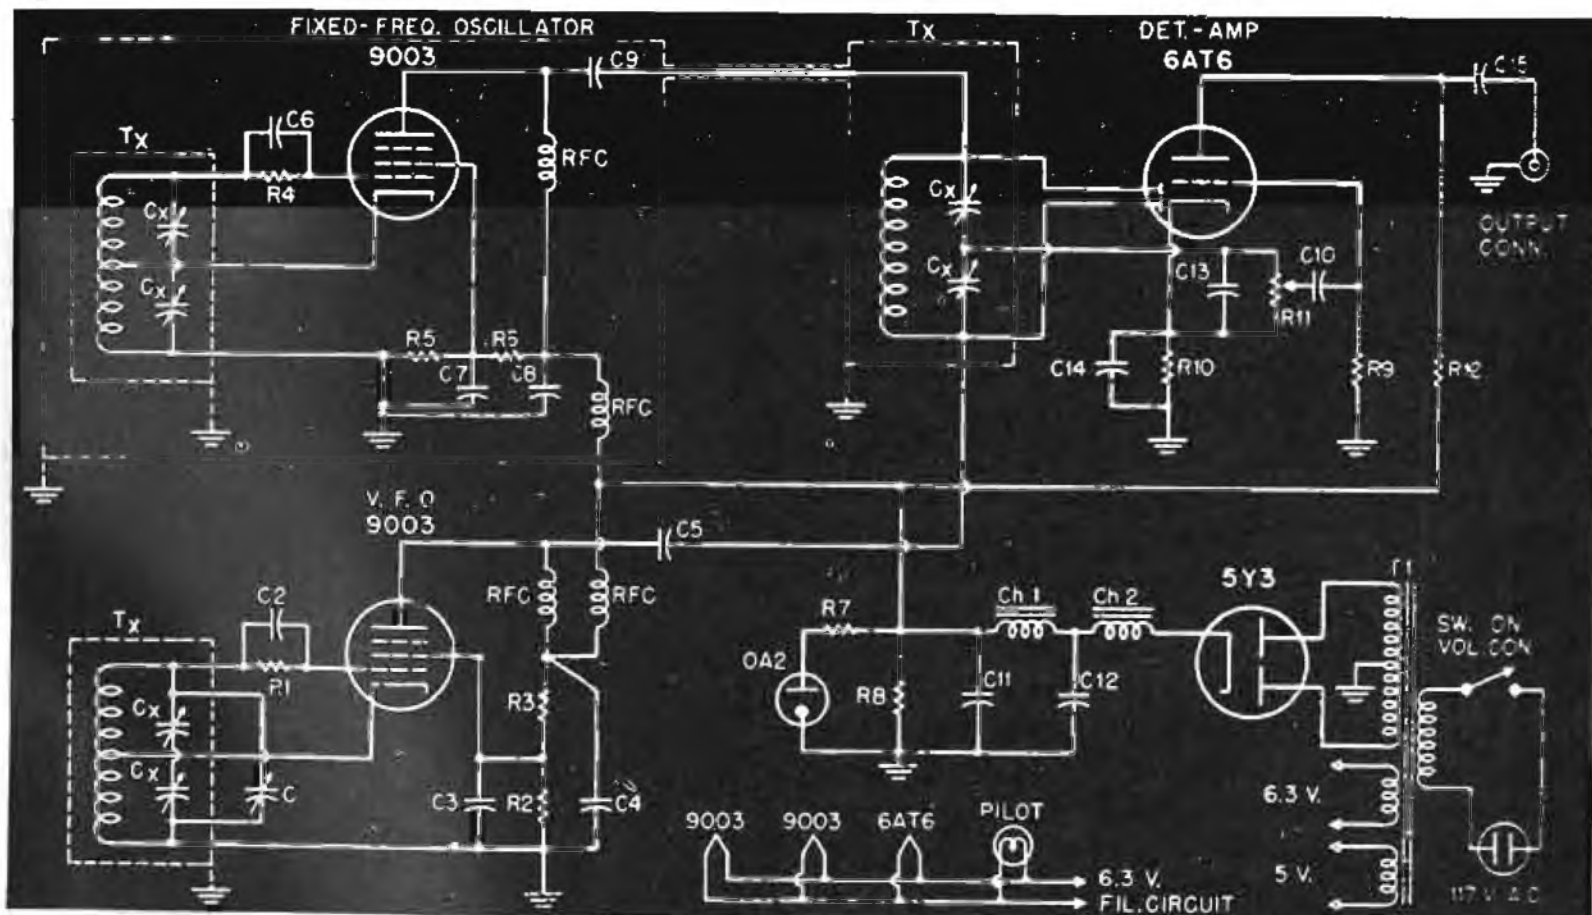 FIXED-FREQ. OSCILLATOR
9003
C9
Tx
DET.-AMP
6AT6
C15
Tx
C6
R4
RFC
Cx
Cx
Cx
Cx
OUTPUT
CONN.
C13
C10
R11
R5
R6
C7
C8
RFC
C14
R10
R9
R12
V. F. O
9003
C5
RFC
RFC
5Y3
T1
Tx
C2
R1
R7
Ch 1
Ch 2
SW. ON
VOL. CON.
OA2
R8
C11
C12
Cx
Cx
C
R3
C3
R2
C4
9003
9003
6AT6
PILOT
6.3 V.
5 V.
6.3 V.
FIL. CIRCUIT
117 V. A C